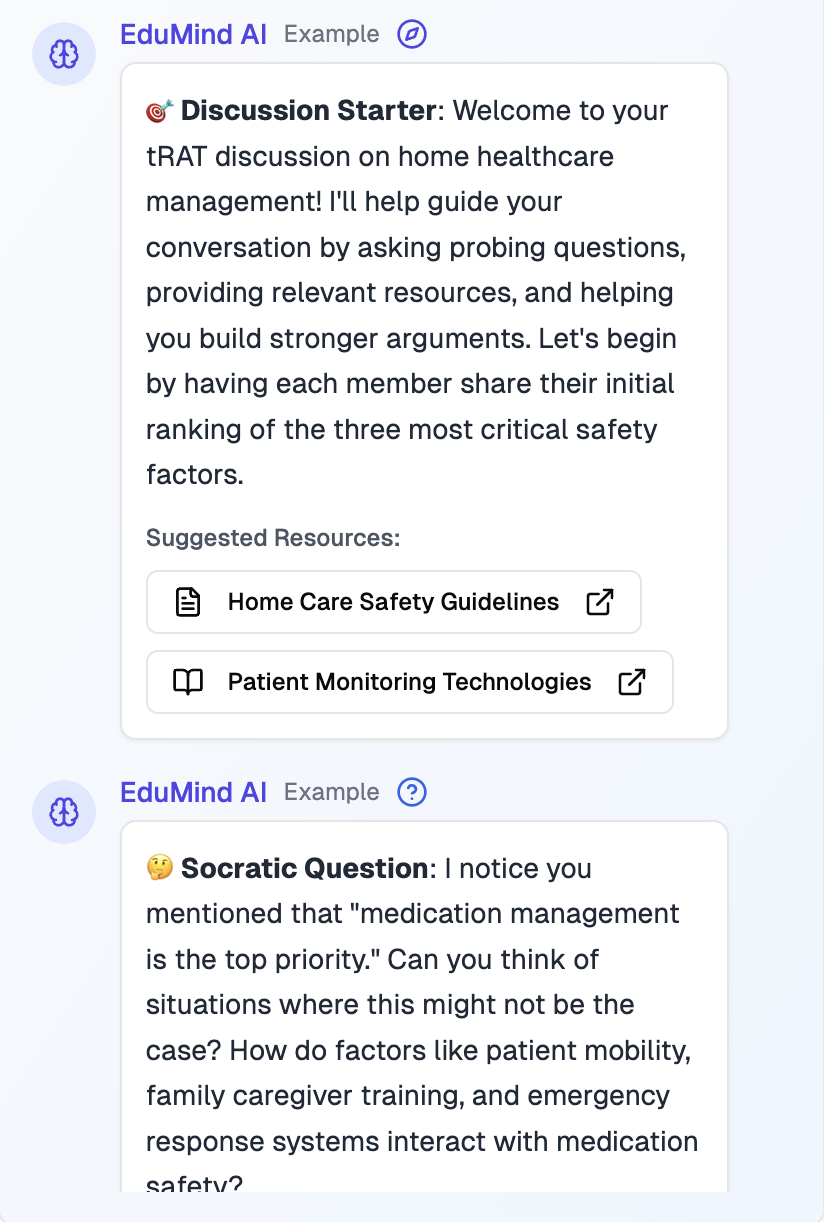 EduMind AI Example
🎯 Discussion Starter: Welcome to your
tRAT discussion on home healthcare
management! I'll help guide your
conversation by asking probing questions,
providing relevant resources, and helping
you build stronger arguments. Let's begin
by having each member share their initial
ranking of the three most critical safety
factors.
Suggested Resources:
Home Care Safety Guidelines
Patient Monitoring Technologies
EduMind AI Example
🤔 Socratic Question: I notice you
mentioned that "medication management
is the top priority." Can you think of
situations where this might not be the
case? How do factors like patient mobility,
family caregiver training, and emergency
response systems interact with medication
safety?